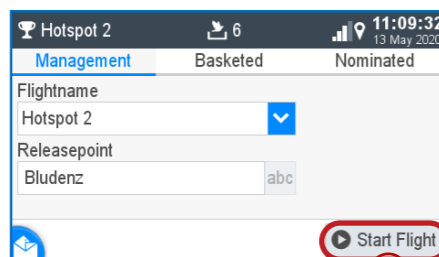 Hotspot 2 6 11:09:32
13 May 2020
Management Basketed Nominated
Flightname
Hotspot 2
Releasepoint
Bludenz abc
Start Flight